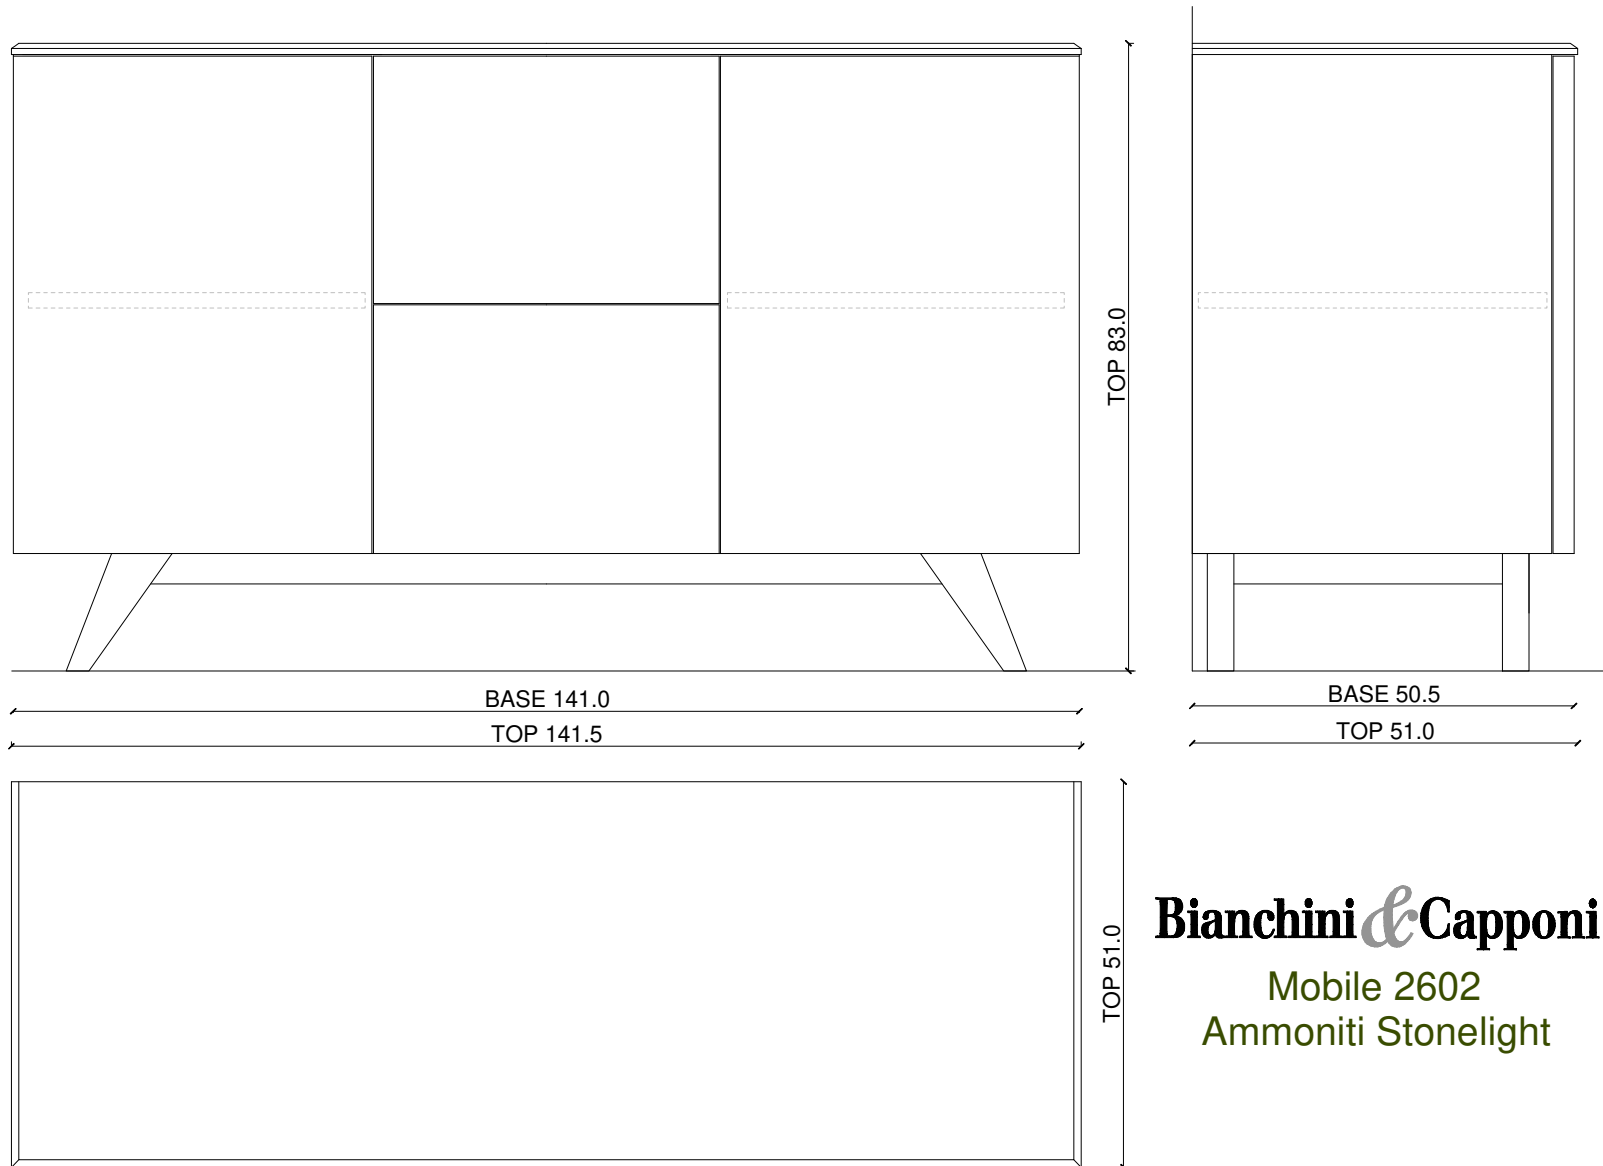 TOP 83.0
BASE 141.0
TOP 141.5
BASE 50.5
TOP 51.0
TOP 51.0
Bianchini&Capponi
Mobile 2602
Ammoniti Stonelight